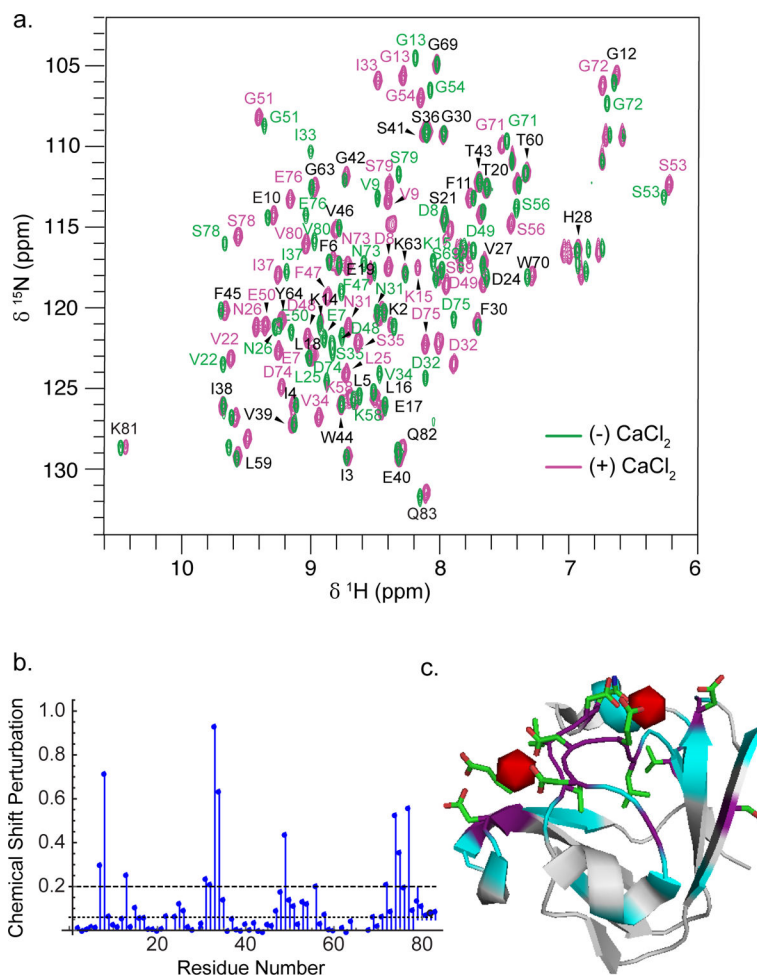 a.
105
110
115
120
125
130
δ ¹⁵N (ppm)
10
9
8
7
6
δ ¹H (ppm)
G13
G69
G12
I33
G13
G72
G54
G54
G72
G51
G51
S41
S36
G30
G71
G71
T60
I33
T43
G42
S79
T20
G63
S79
S53
E76
V9
F11
S53
E10
E76
V46
V9
S21
S56
S78
V80
D8
S56
S78
V80
F6
N73
D8
K63
K15
D49
H28
I37
N73
S69
V27
I37
F47
E19
S69
D49
D24
W70
K15
F45
E50
Y64
F47
N31
K2
N26
D48
K14
N31
D75
F30
E50
E7
D75
N26
L18
D48
S35
V22
E7
S35
D32
V22
D74
D74
L25
D32
L25
V34
I38
I4
L5
L16
V34
K58
K58
E17
V39
K81
W44
Q82
L59
I3
E40
Q83
(-) CaCl₂
(+) CaCl₂
b.
c.
Chemical Shift Perturbation
1.0
0.8
0.6
0.4
0.2
20
40
60
80
Residue Number